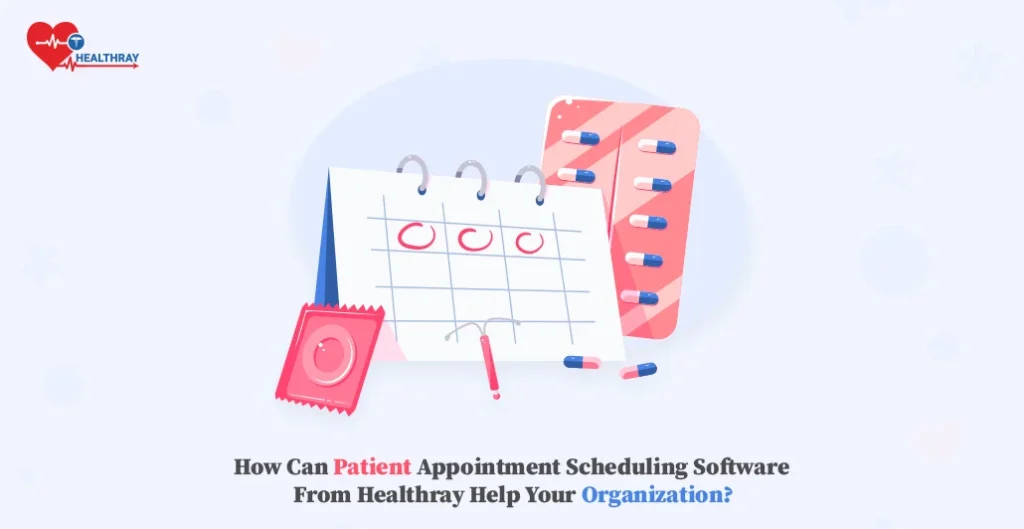 HEALTHRAY
How Can Patient Appointment Scheduling Software
From Healthray Help Your Organization?